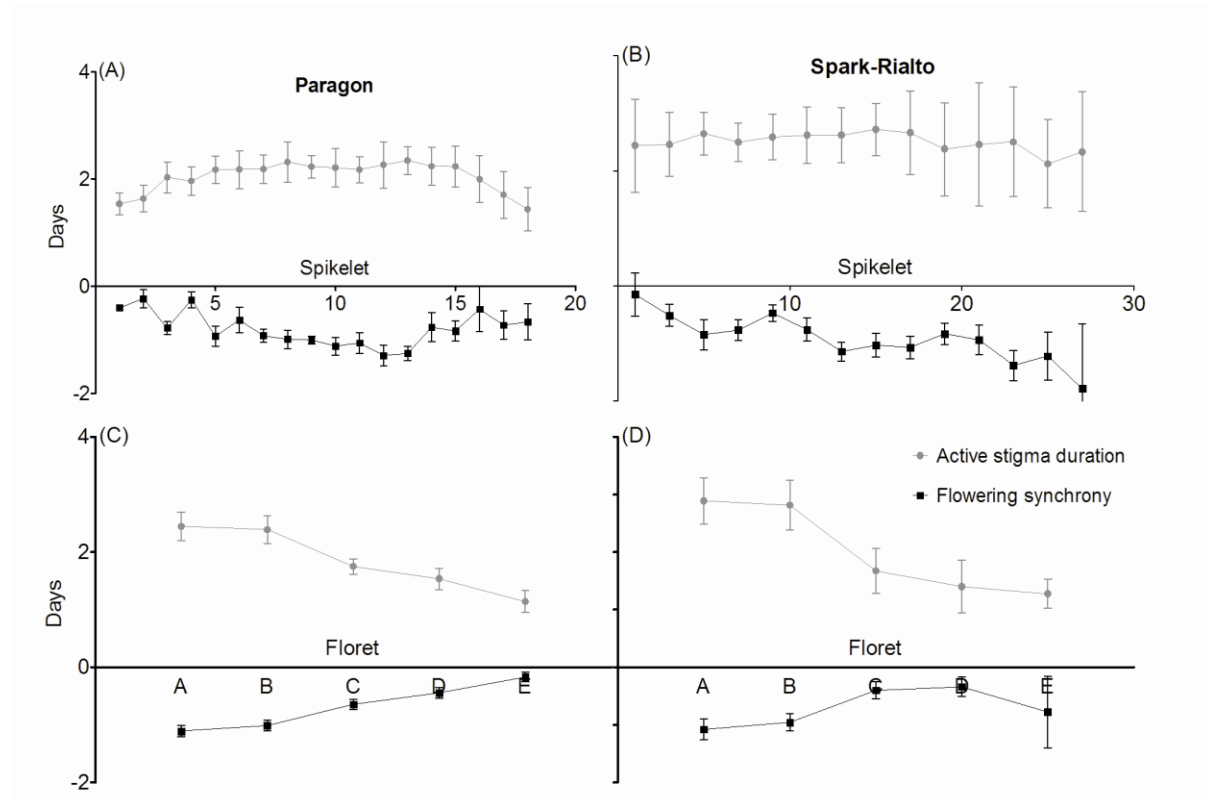 (A)
Paragon
4
2
0
-2
Days
Spikelet
5 10 15 20
(B)
Spark-Rialto
Spikelet
10 20 30
(C)
4
2
0
-2
Days
Floret
A B C D E
(D)
Active stigma duration
Flowering synchrony
Floret
A B C D E